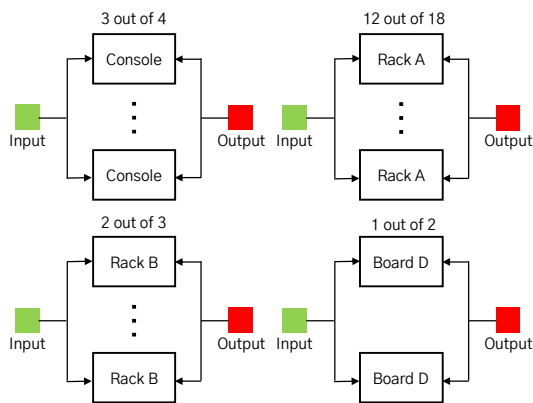 3 out of 4
Console
Input
Output
Console
12 out of 18
Rack A
Input
Output
Rack A
2 out of 3
Rack B
Input
Output
Rack B
1 out of 2
Board D
Input
Output
Board D